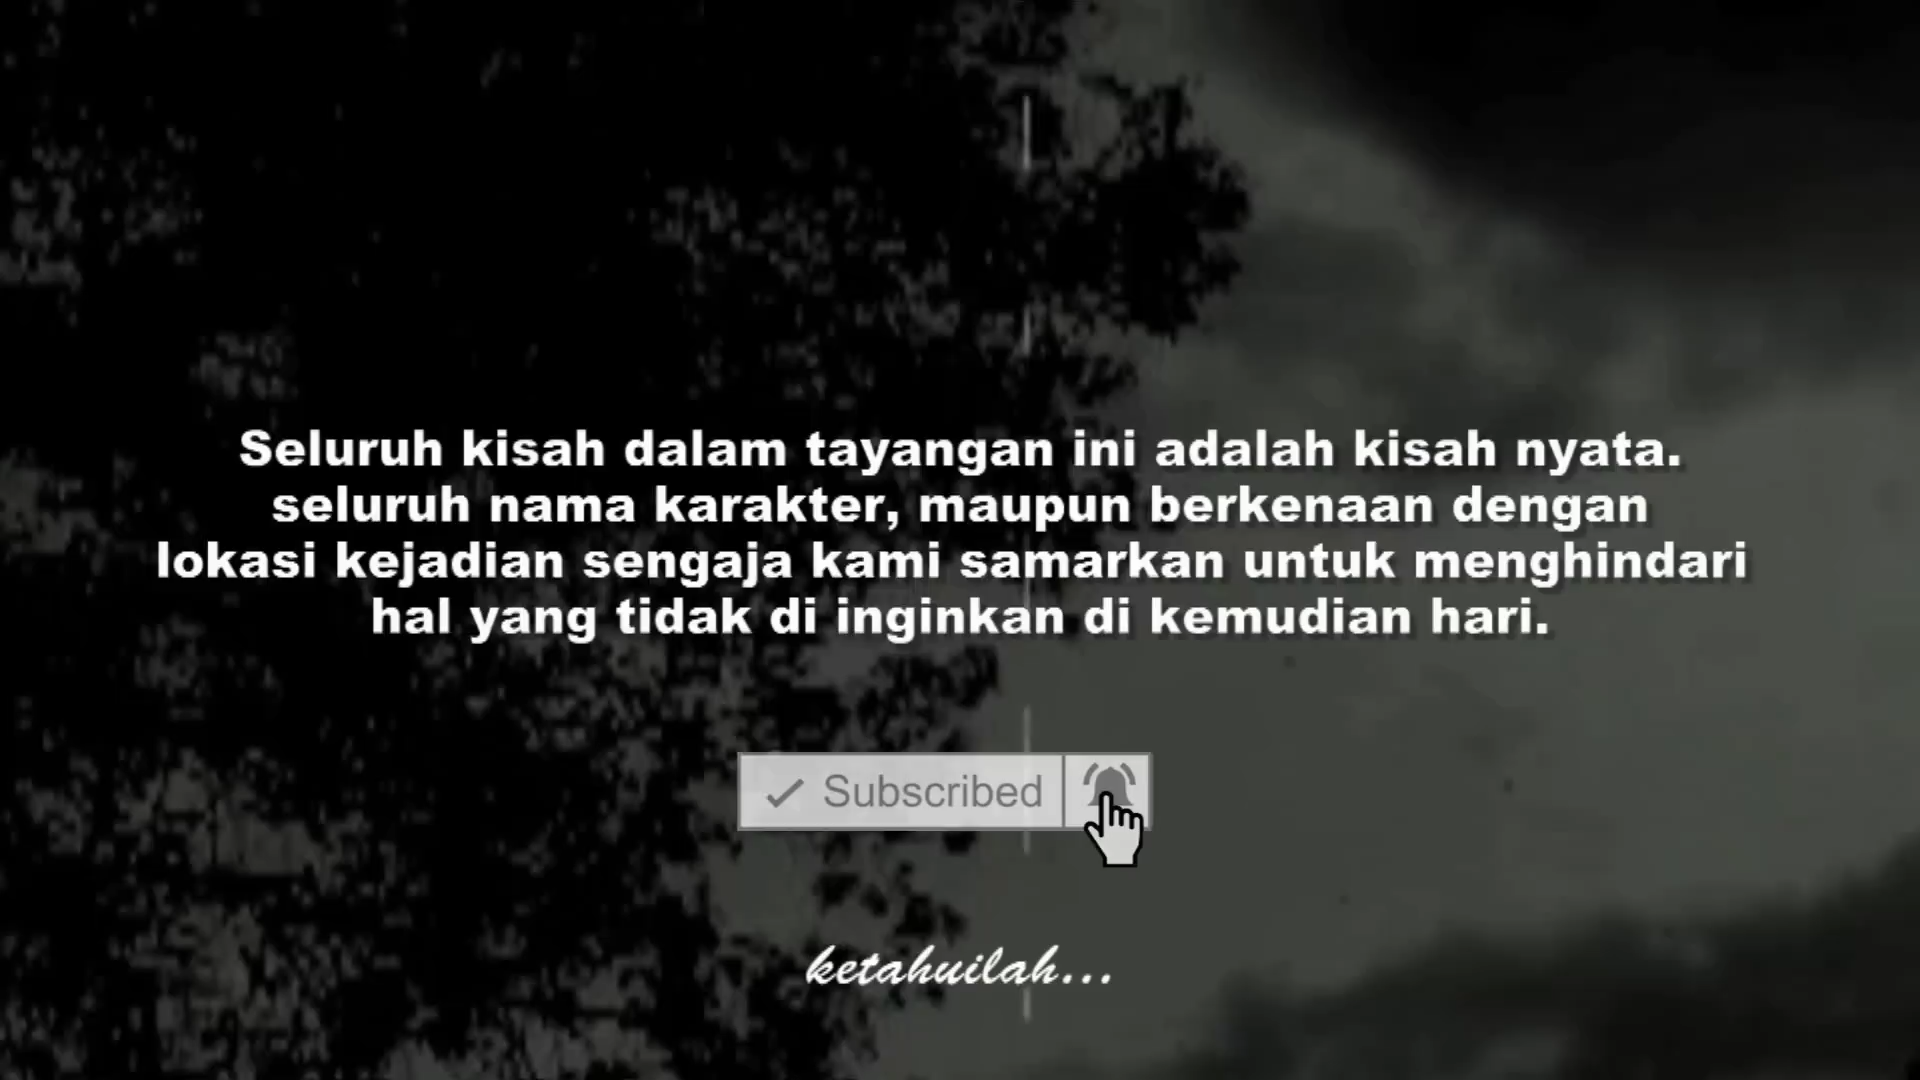 Seluruh kisah dalam tayangan ini adalah kisah nyata.
seluruh nama karakter, maupun berkenaan dengan
lokasi kejadian sengaja kami samarkan untuk menghindari
hal yang tidak di inginkan di kemudian hari.
Subscribed
ketahuilah...